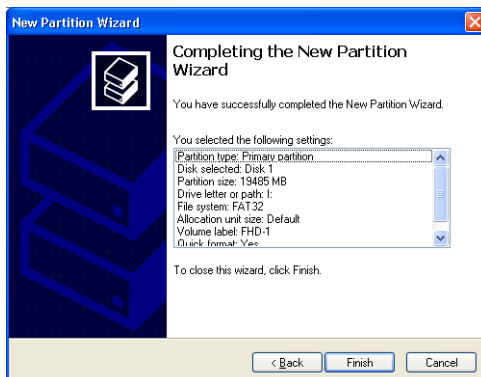 New Partition Wizard
Completing the New Partition
Wizard
You have successfully completed the New Partition Wizard.
You selected the following settings:
Partition type: Primary partition
Disk selected: Disk 1
Partition size: 19485 MB
Drive letter or path: I:
File system: FAT32
Allocation unit size: Default
Volume label: FHD-1
Quick format: Yes
To close this wizard, click Finish.
< Back Finish Cancel